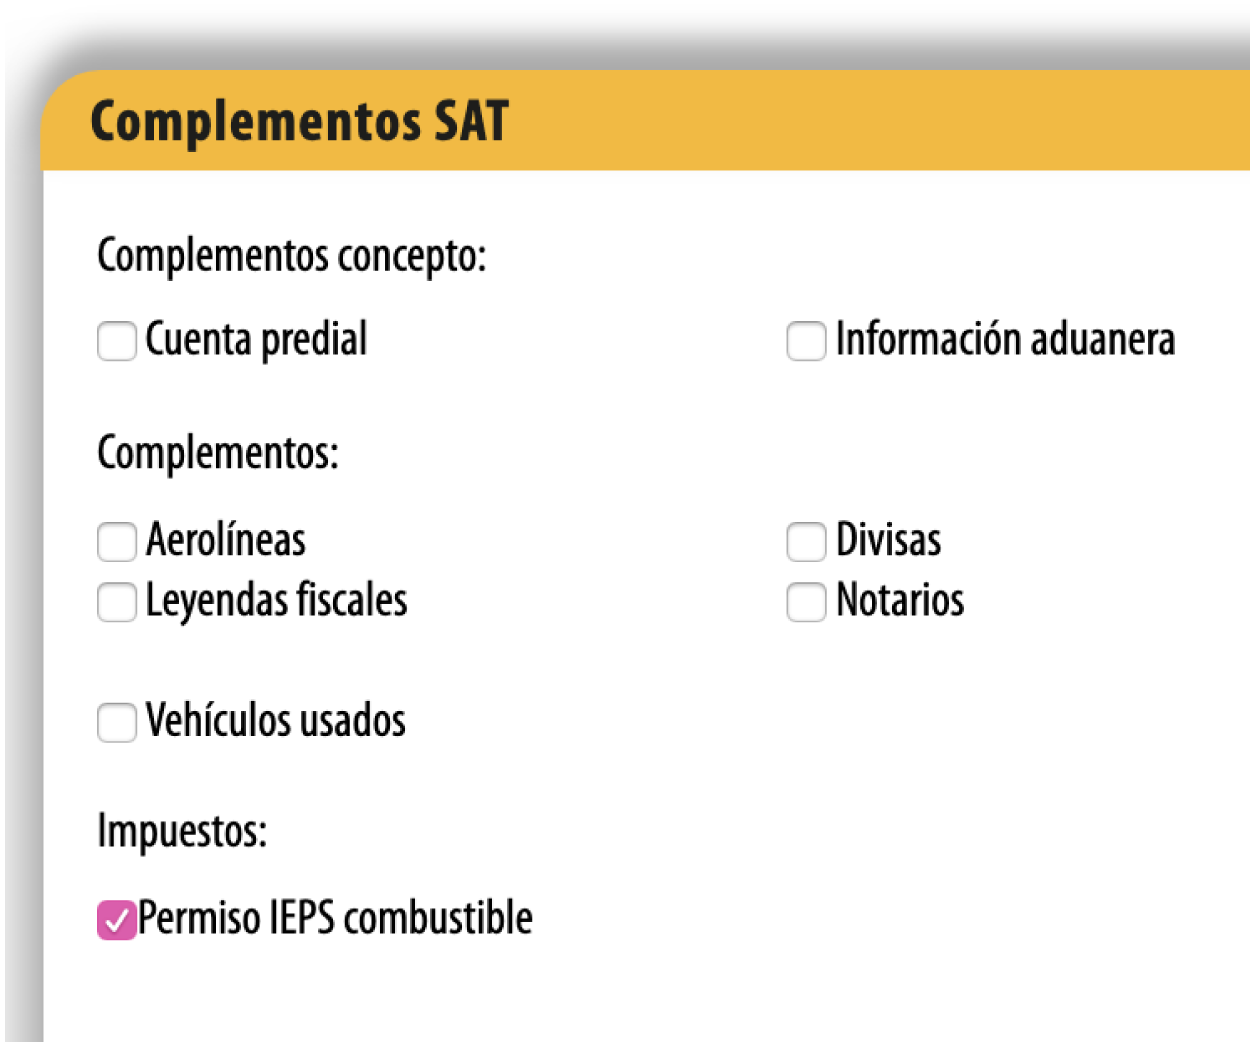 Complementos SAT
Complementos concepto:
Cuenta predial Información aduanera
Complementos:
Aerolíneas Divisas
Leyendas fiscales Notarios
Vehículos usados
Impuestos:
Permiso IEPS combustible